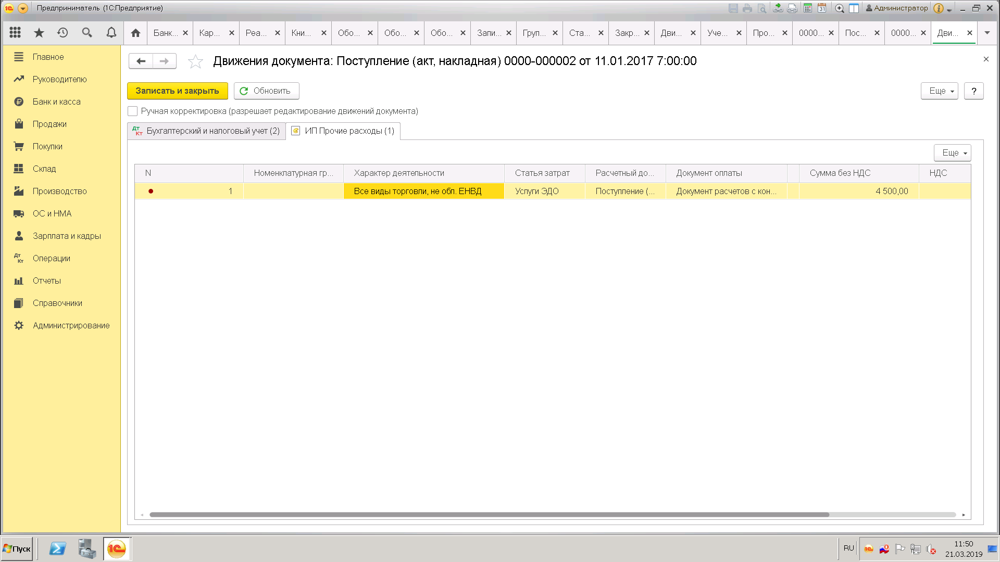 Предприниматель (1С:Предприятие)
31
Администратор
Банк...
Кар...
Реа...
Кни...
Обо...
Обо...
Обо...
Запи...
Груп...
Ста...
Закр...
Дви...
Уче...
Про...
0000...
Пос...
0000...
Дви...
Главное
Руководителю
Банк и касса
Продажи
Покупки
Склад
Производство
ОС и НМА
Зарплата и кадры
Дт Кт Операции
Отчеты
Справочники
Администрирование
Движения документа: Поступление (акт, накладная) 0000-000002 от 11.01.2017 7:00:00
Записать и закрыть
Обновить
Еще
?
Ручная корректировка (разрешает редактирование движений документа)
Дт Кт Бухгалтерский и налоговый учет (2)
ИП Прочие расходы (1)
Еще
N Номенклатурная гр... Характер деятельности Статья затрат Расчетный до... Документ оплаты Сумма без НДС НДС
1 Все виды торговли, не обл. ЕНВД Услуги ЭДО Поступление (... Документ расчетов с кон... 4 500,00
Пуск
RU
11:50
21.03.2019